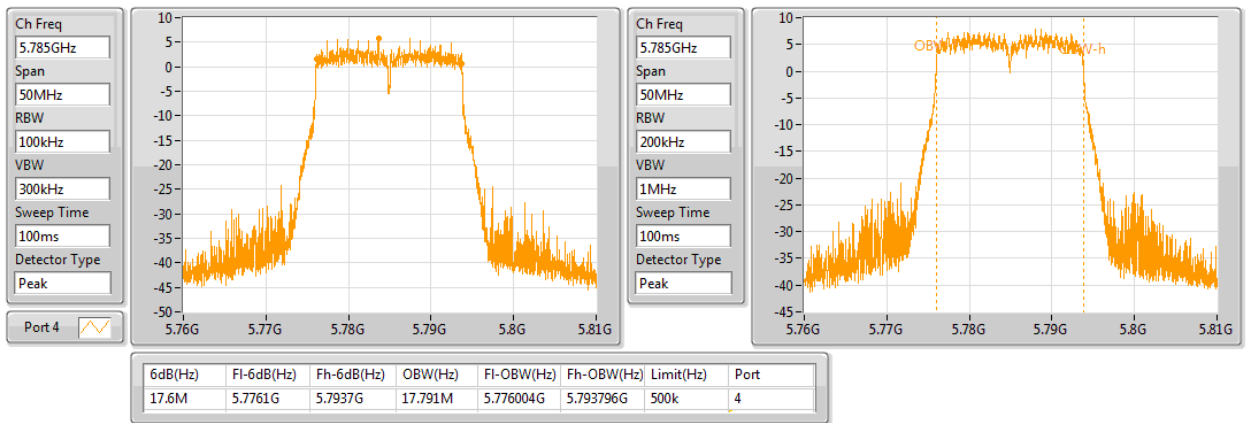 Ch Freq
5.785GHz
Span
50MHz
RBW
100kHz
VBW
300kHz
Sweep Time
100ms
Detector Type
Peak
Port 4
10
5
0
-5
-10
-15
-20
-25
-30
-35
-40
-45
-50
5.76G 5.77G 5.78G 5.79G 5.8G 5.81G
Ch Freq
5.785GHz
Span
50MHz
RBW
200kHz
VBW
1MHz
Sweep Time
100ms
Detector Type
Peak
10
5
0
-5
-10
-15
-20
-25
-30
-35
-40
-45
5.76G 5.77G 5.78G 5.79G 5.8G 5.81G
6dB(Hz) Fl-6dB(Hz) Fh-6dB(Hz) OBW(Hz) Fl-OBW(Hz) Fh-OBW(Hz) Limit(Hz) Port
17.6M 5.7761G 5.7937G 17.791M 5.776004G 5.793796G 500k 4